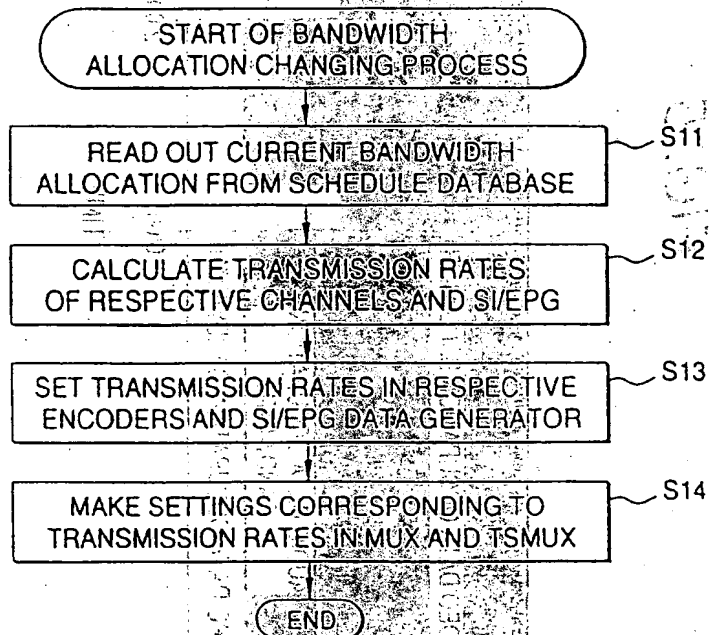 START OF BANDWIDTH
ALLOCATION CHANGING PROCESS
S11
READ OUT CURRENT BANDWIDTH
ALLOCATION FROM SCHEDULE DATABASE
S12
CALCULATE TRANSMISSION RATES
OF RESPECTIVE CHANNELS AND SI/EPG
S13
SET TRANSMISSION RATES IN RESPECTIVE
ENCODERS AND SI/EPG DATA GENERATOR
S14
MAKE SETTINGS CORRESPONDING TO
TRANSMISSION RATES IN MUX AND TSMUX
END